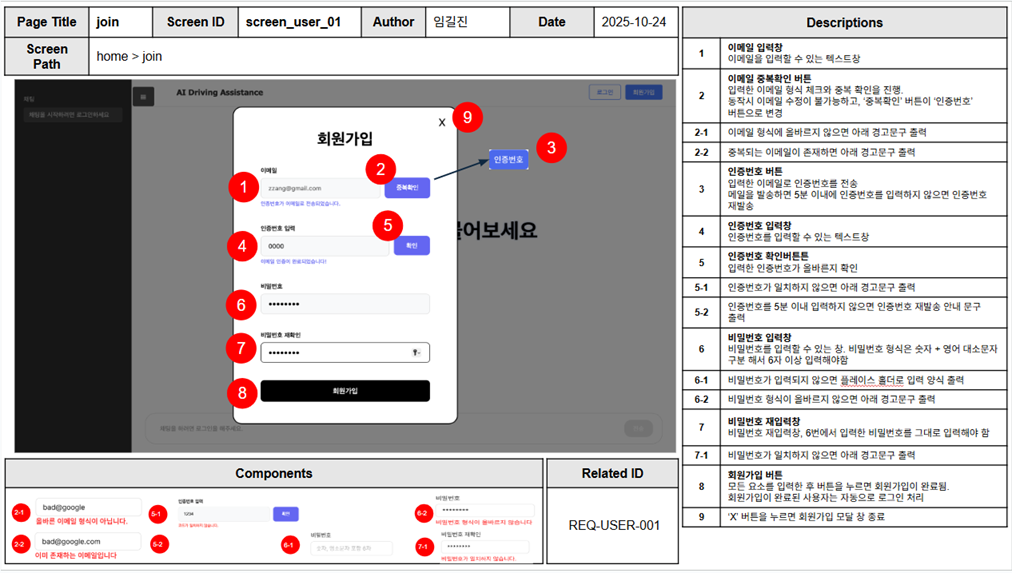 Page Title join Screen ID screen_user_01 Author 임길진 Date 2025-10-24
Screen Path home > join
채팅
채팅을 시작하려면 로그인하세요
AI Driving Assistance
로그인 회원가입
X 9
회원가입
이메일 2
1 zzang@gmail.com 중복확인
인증번호 3
인증번호가 이메일로 전송되었습니다.
인증번호 입력 5
4 0000 확인
이메일 인증이 완료되었습니다!
물어보세요
비밀번호
6 ••••••••
비밀번호 재확인
7 ••••••••
8 회원가입
채팅을 하려면 로그인을 해주세요.
Descriptions
1 이메일 입력창
이메일을 입력할 수 있는 텍스트창
2 이메일 중복확인 버튼
입력한 이메일 형식 체크와 중복 확인을 진행.
동작시 이메일 수정이 불가능하고, ‘중복확인’ 버튼이 ‘인증번호’
버튼으로 변경
2-1 이메일 형식에 올바르지 않으면 아래 경고문구 출력
2-2 중복되는 이메일이 존재하면 아래 경고문구 출력
3 인증번호 버튼
입력한 이메일로 인증번호를 전송
메일을 발송하면 5분 이내에 인증번호를 입력하지 않으면 인증번호
재발송
4 인증번호 입력창
인증번호를 입력할 수 있는 텍스트창
5 인증번호 확인버튼튼
입력한 인증번호가 올바른지 확인
5-1 인증번호가 일치하지 않으면 아래 경고문구 출력
5-2 인증번호를 5분 이내 입력하지 않으면 인증번호 재발송 안내 문구
출력
6 비밀번호 입력창
비밀번호를 입력할 수 있는 창. 비밀번호 형식은 숫자 + 영어 대소문자
구분 해서 6자 이상 입력해야함
6-1 비밀번호가 입력되지 않으면 플레이스 홀더로 입력 양식 출력
6-2 비밀번호 형식이 올바르지 않으면 아래 경고문구 출력
7 비밀번호 재입력창
비밀번호 재입력창, 6번에서 입력한 비밀번호를 그대로 입력해야 함
7-1 비밀번호가 일치하지 않으면 아래 경고문구 출력
8 회원가입 버튼
모든 요소를 입력한 후 버튼을 누르면 회원가입이 완료됨.
회원가입이 완료된 사용자는 자동으로 로그인 처리
9 ‘X’ 버튼을 누르면 회원가입 모달 창 종료
Components
2-1 bad@google
올바른 이메일 형식이 아닙니다.
2-2 bad@google.com
이미 존재하는 이메일입니다
인증번호 입력
5-1 1234 확인
5-2
비밀번호
6-1
비밀번호
6-2 ••••••••
비밀번호 형식이 올바르지 않습니다
비밀번호 재확인
7-1 ••••••••
비밀번호가 일치하지 않습니다.
Related ID
REQ-USER-001